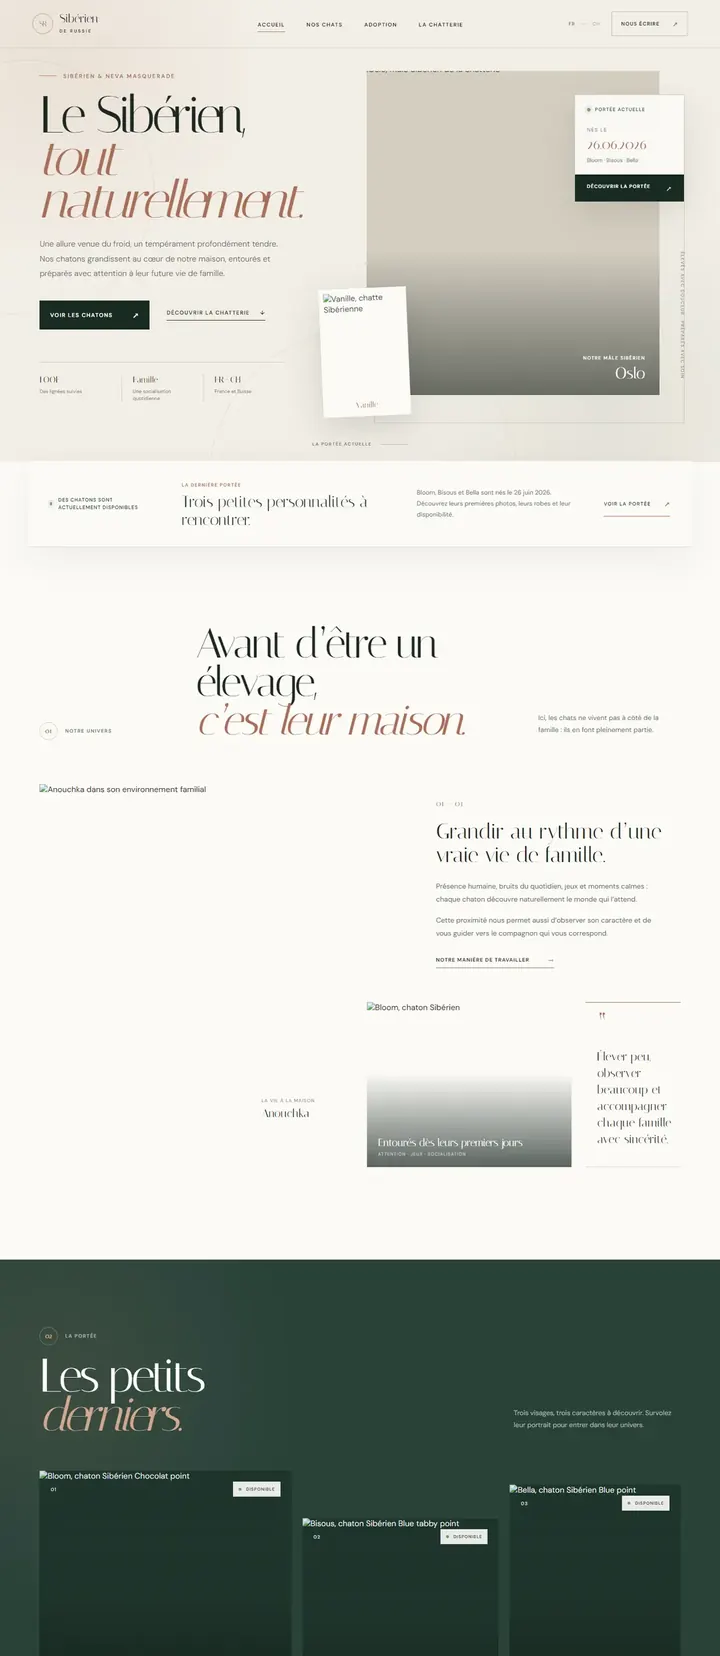 Sibérien
DE RUSSIE
ACCUEIL
NOS CHATS
ADOPTION
LA CHATTERIE
FR
CH
NOUS ÉCRIRE ↗
SIBÉRIEN & NEVA MASQUERADE
Le Sibérien,
tout
naturellement.
Une allure venue du froid, un tempérament profondément tendre.
Nos chatons grandissent au cœur de notre maison, entourés et
préparés avec attention à leur future vie de famille.
VOIR LES CHATONS ↗
DÉCOUVRIR LA CHATTERIE ↓
LOOF
Des lignées suivies
Famille
Une socialisation
quotidienne
FR · CH
France et Suisse
PORTÉE ACTUELLE
NÉS LE
26.06.2026
Bloom · Bisous · Bella
DÉCOUVRIR LA PORTÉE ↗
Vanille, chatte
Sibérienne
Vanille
NOTRE MÂLE SIBÉRIEN
Oslo
LA PORTÉE ACTUELLE
DES CHATONS SONT
ACTUELLEMENT DISPONIBLES
LA DERNIÈRE PORTÉE
Trois petites personnalités à
rencontrer.
Bloom, Bisous et Bella sont nés le 26 juin 2026.
Découvrez leurs premières photos, leurs robes et leur
disponibilité.
VOIR LA PORTÉE ↗
Avant d’être un
élevage,
c’est leur maison.
01
NOTRE UNIVERS
Ici, les chats ne vivent pas à côté de la
famille : ils en font pleinement partie.
Anouchka dans son environnement familial
01 — 01
Grandir au rythme d’une
vraie vie de famille.
Présence humaine, bruits du quotidien, jeux et moments calmes :
chaque chaton découvre naturellement le monde qui l’attend.
Cette proximité nous permet aussi d’observer son caractère et de
vous guider vers le compagnon qui vous correspond.
NOTRE MANIÈRE DE TRAVAILLER →
LA VIE À LA MAISON
Anouchka
Bloom, chaton Sibérien
Entourés dès leurs premiers jours
ATTENTION · JEUX · SOCIALISATION
"
Élever peu,
observer
beaucoup et
accompagner
chaque famille
avec sincérité.
02
LA PORTÉE
Les petits
derniers.
Trois visages, trois caractères à découvrir. Survolez
leur portrait pour entrer dans leur univers.
Bloom, chaton Sibérien Chocolat point
01
DISPONIBLE
Bisous, chaton Sibérien Blue tabby point
02
DISPONIBLE
Bella, chaton Sibérien Blue point
03
DISPONIBLE